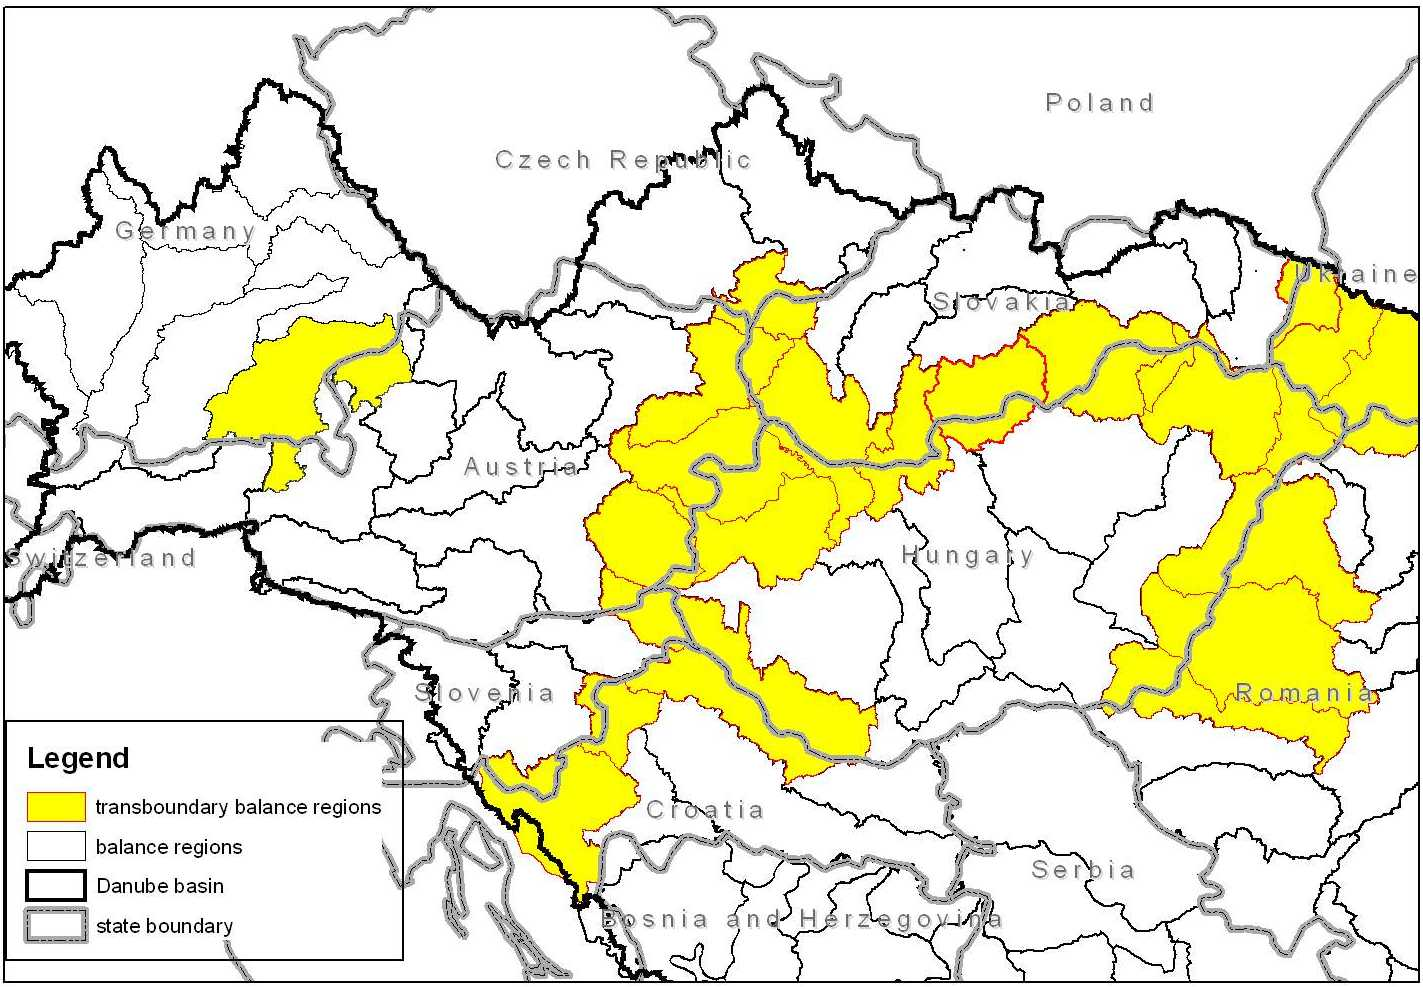 Poland
Czech Republic
Germany
Ukraine
Slovakia
Austria
Switzerland
Hungary
Slovenia
Romania
Legend
transboundary balance regions
balance regions
Danube basin
state boundary
Croatia
Serbia
Bosnia and Herzegovina